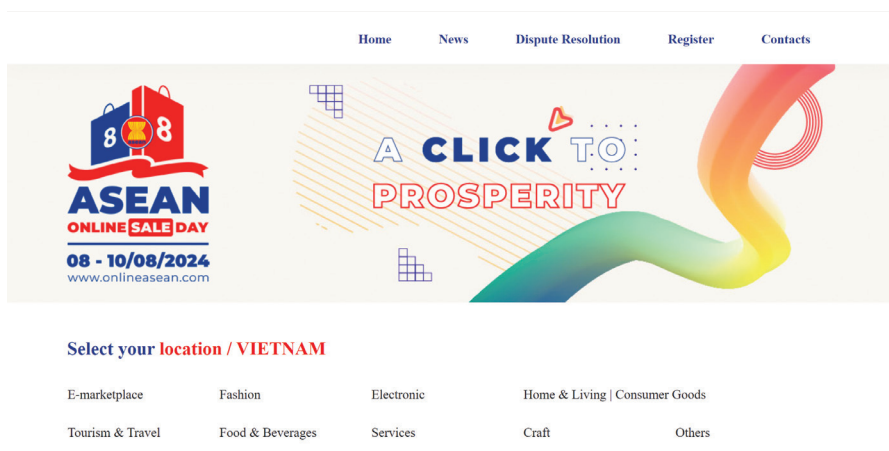 Home News Dispute Resolution Register Contacts
8 8
ASEAN
ONLINE SALE DAY
08 - 10/08/2024
www.onlineasean.com
A CLICK TO
PROSPERITY
Select your location / VIETNAM
E-marketplace Fashion Electronic Home & Living | Consumer Goods
Tourism & Travel Food & Beverages Services Craft Others